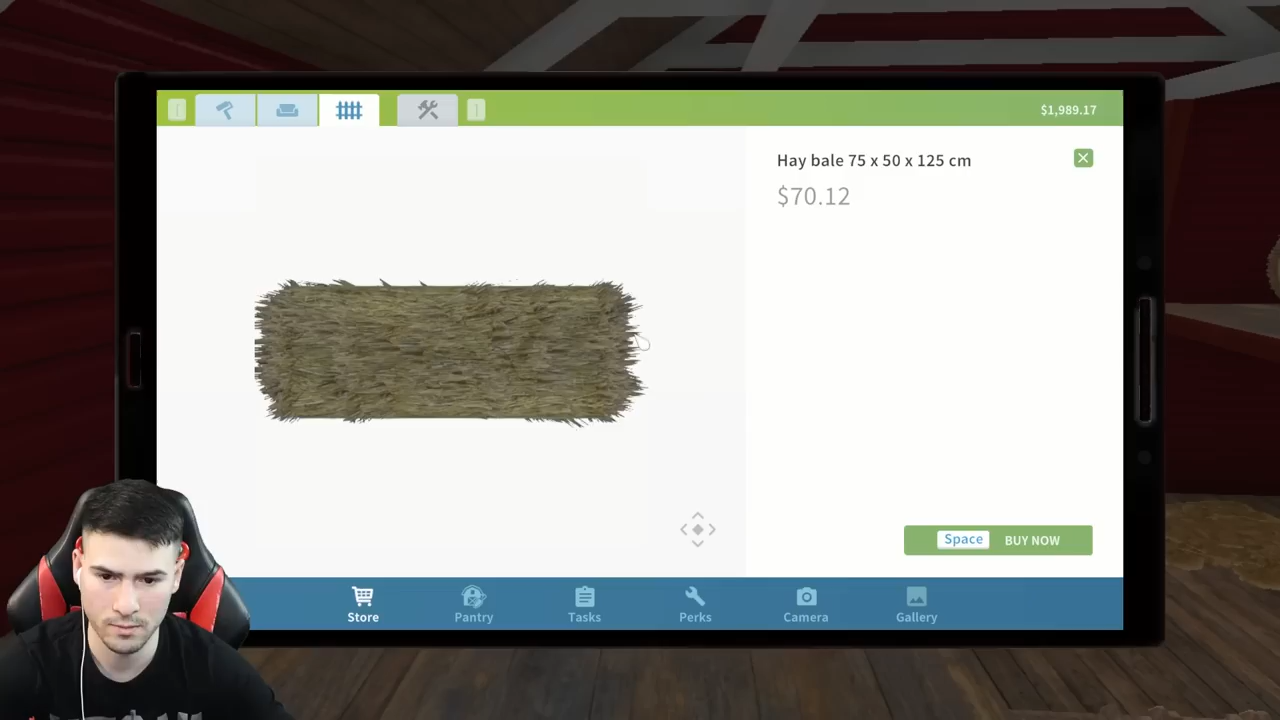 [ ] $1,989.17
Hay bale 75 x 50 x 125 cm
$70.12
Space BUY NOW
Store Pantry Tasks Perks Camera Gallery